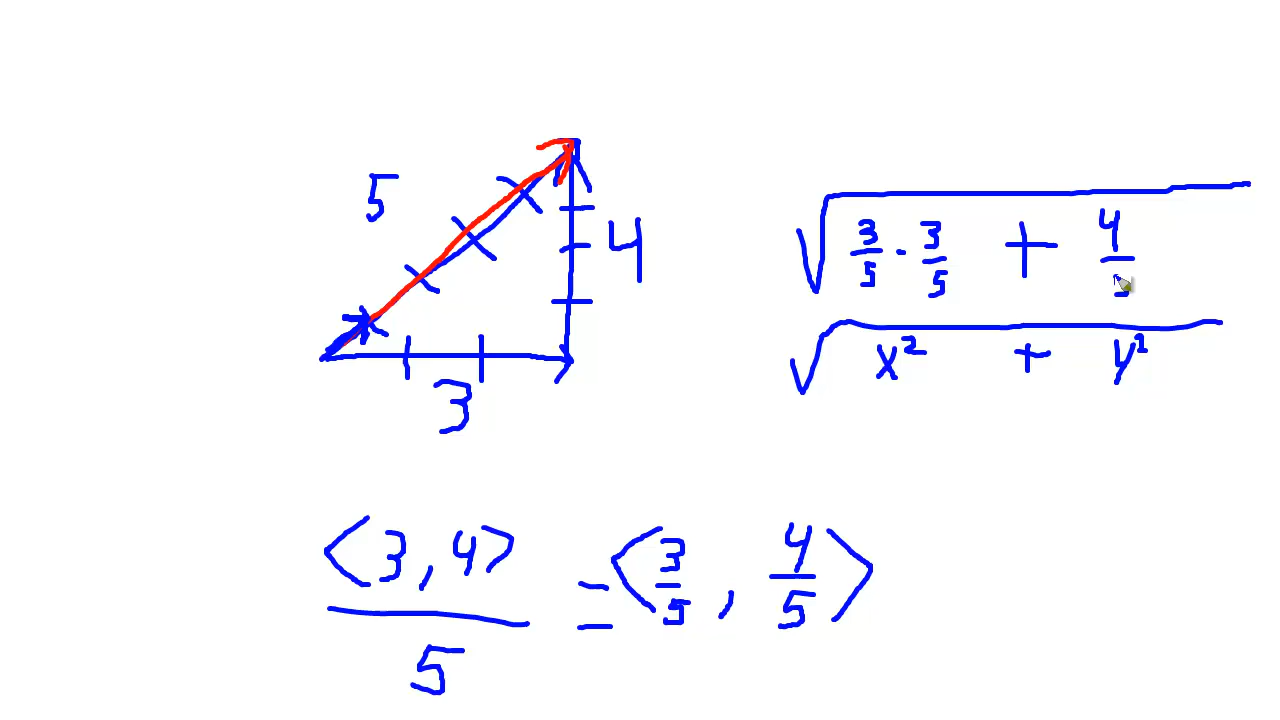 5
4
3
√(3/5 · 3/5 + 4/5)
√(x² + y²)
<3, 4>/5 = <3/5, 4/5>